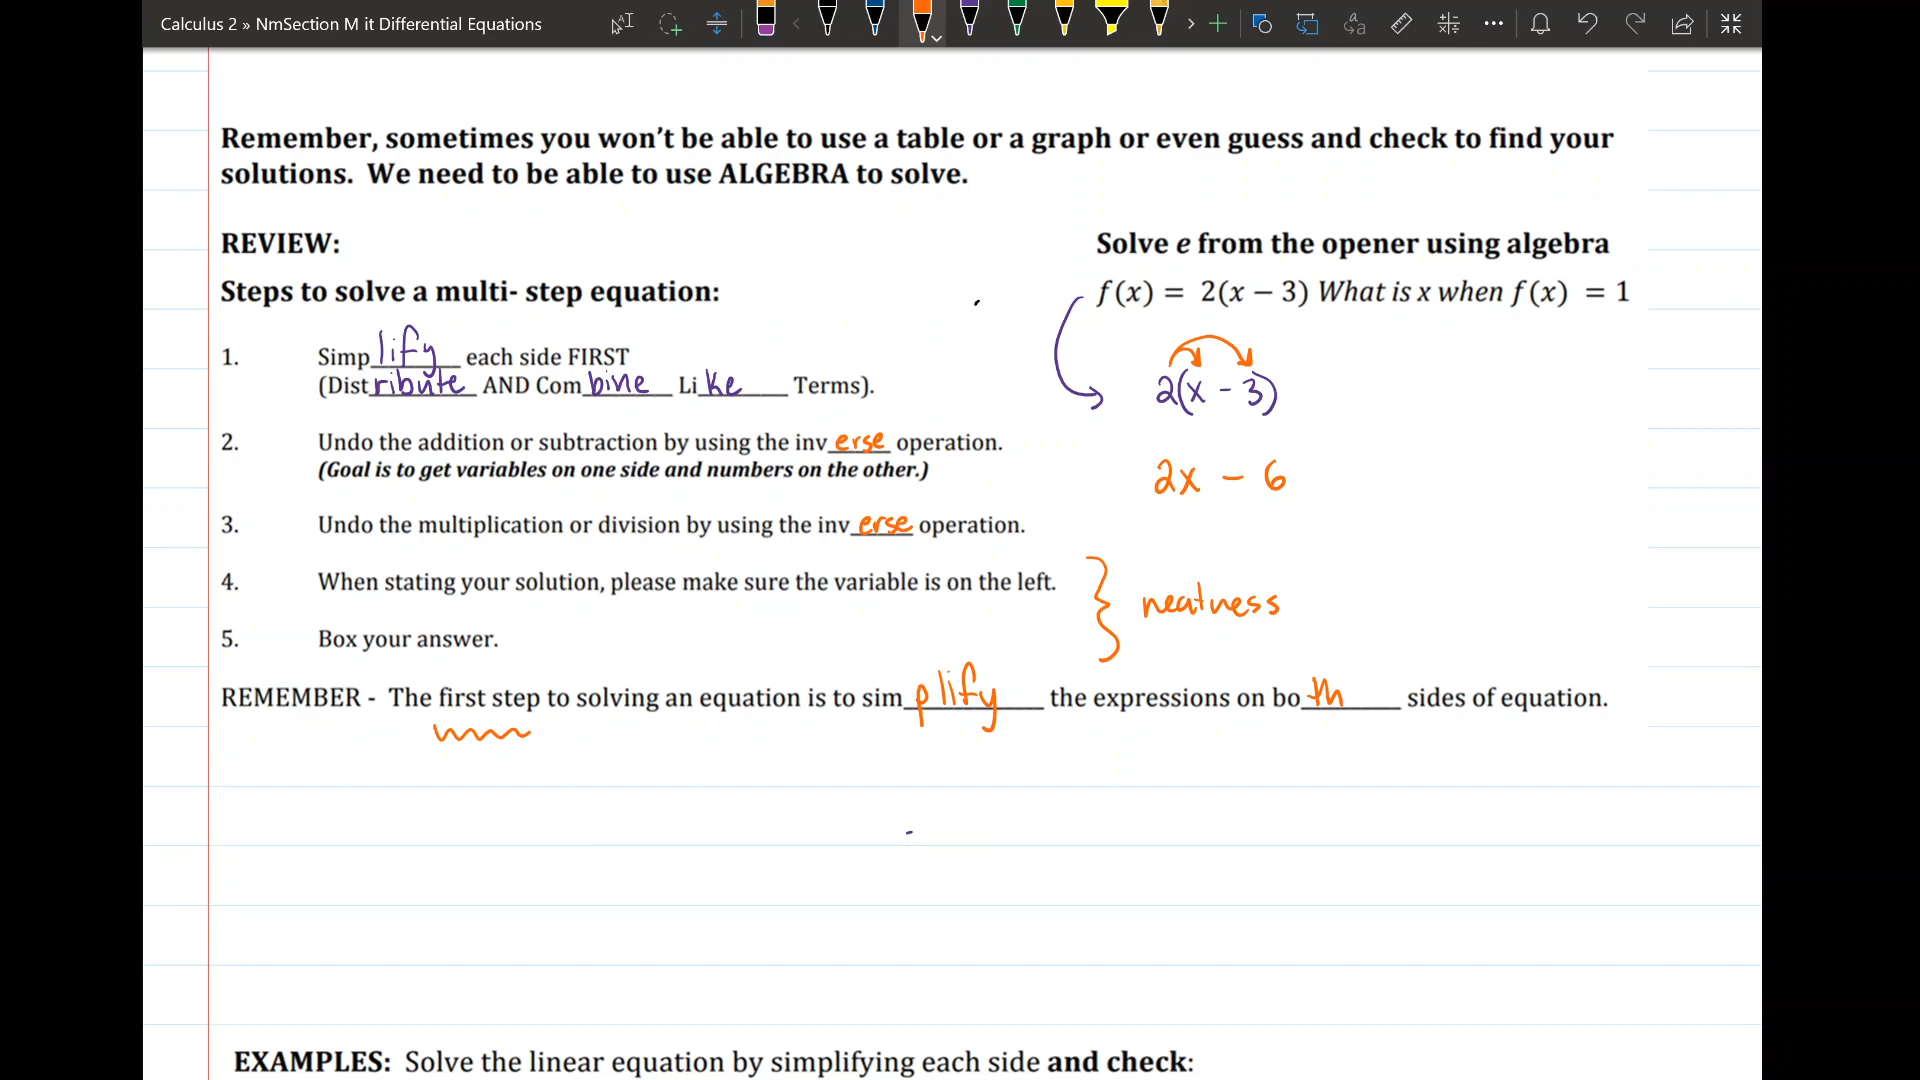 Calculus 2 » NmSection M it Differential Equations
Remember, sometimes you won't be able to use a table or a graph or even guess and check to find your
solutions. We need to be able to use ALGEBRA to solve.
REVIEW:
Steps to solve a multi- step equation:
1. Simplify each side FIRST
(Distribute AND Combine Like Terms).
2. Undo the addition or subtraction by using the inverse operation.
(Goal is to get variables on one side and numbers on the other.)
3. Undo the multiplication or division by using the inverse operation.
4. When stating your solution, please make sure the variable is on the left.
5. Box your answer.
Solve e from the opener using algebra
f(x) = 2(x − 3) What is x when f(x) = 1
2(x - 3)
2x - 6
neatness
REMEMBER - The first step to solving an equation is to simplify the expressions on both sides of equation.
EXAMPLES: Solve the linear equation by simplifying each side and check: